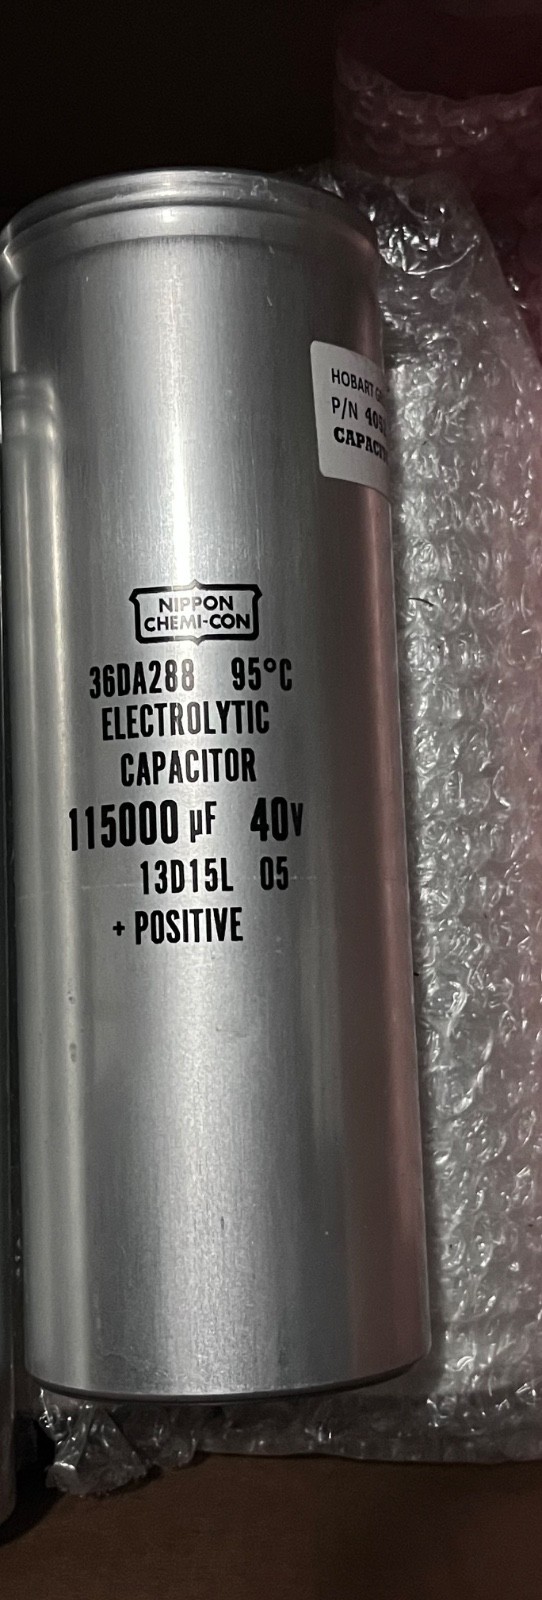 HOBART
P/N
NIPPON
CHEMI-CON
36DA288 95°C
ELECTROLYTIC
CAPACITOR
115000 µF 40V
13D15L 05
+ POSITIVE